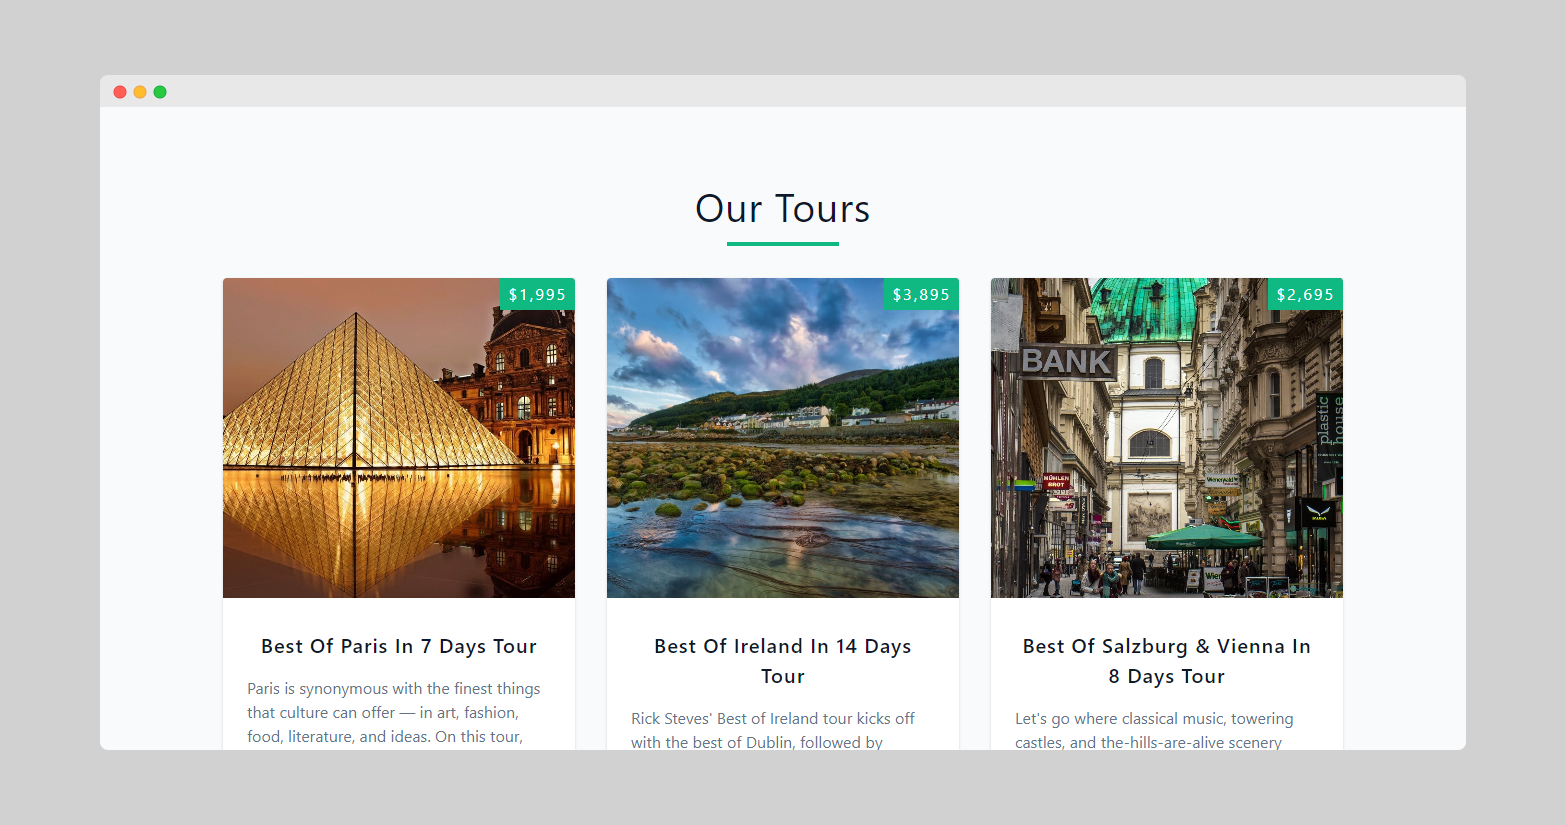 Our Tours
$1,995
$3,895
$2,695
BANK
plastic
house
MÜHLEN
BROT
Wienerwald
Wien
Best Of Paris In 7 Days Tour
Paris is synonymous with the finest things
that culture can offer — in art, fashion,
food, literature, and ideas. On this tour,
Best Of Ireland In 14 Days
Tour
Rick Steves' Best of Ireland tour kicks off
with the best of Dublin, followed by
Best Of Salzburg & Vienna In
8 Days Tour
Let's go where classical music, towering
castles, and the-hills-are-alive scenery